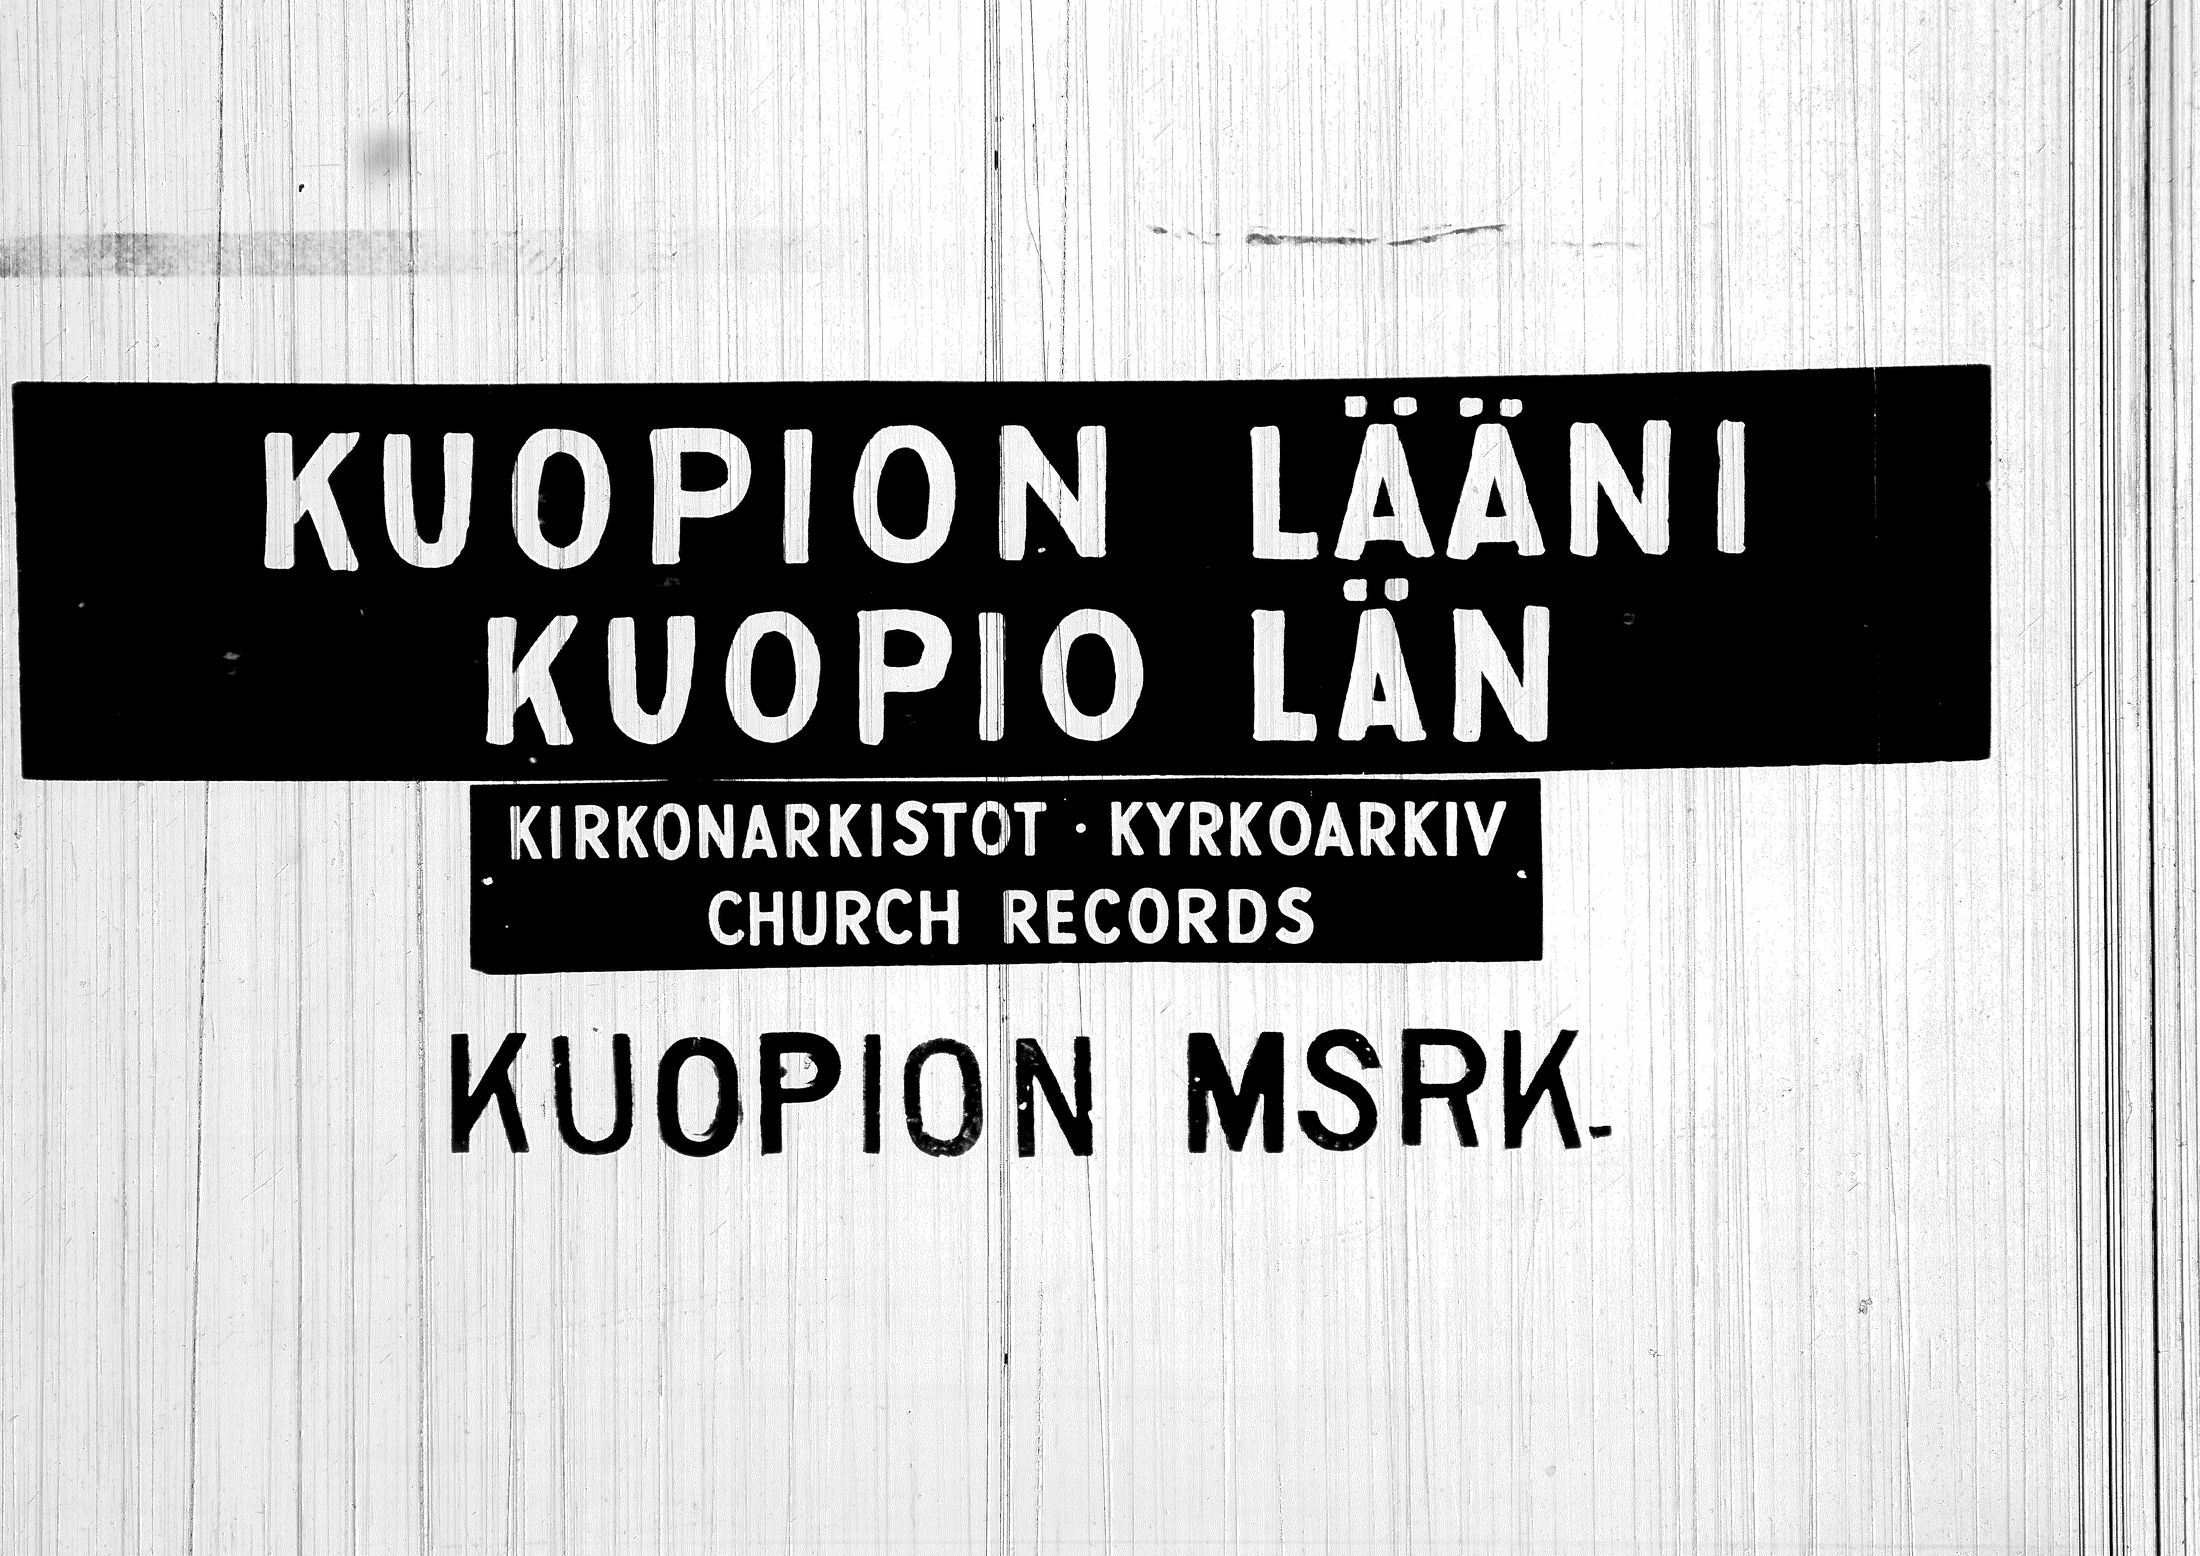 KUOPION LÄÄNI
KUOPIO LÄN
KIRKONARKISTOT · KYRKOARKIV
CHURCH RECORDS
KUOPION MSRK.